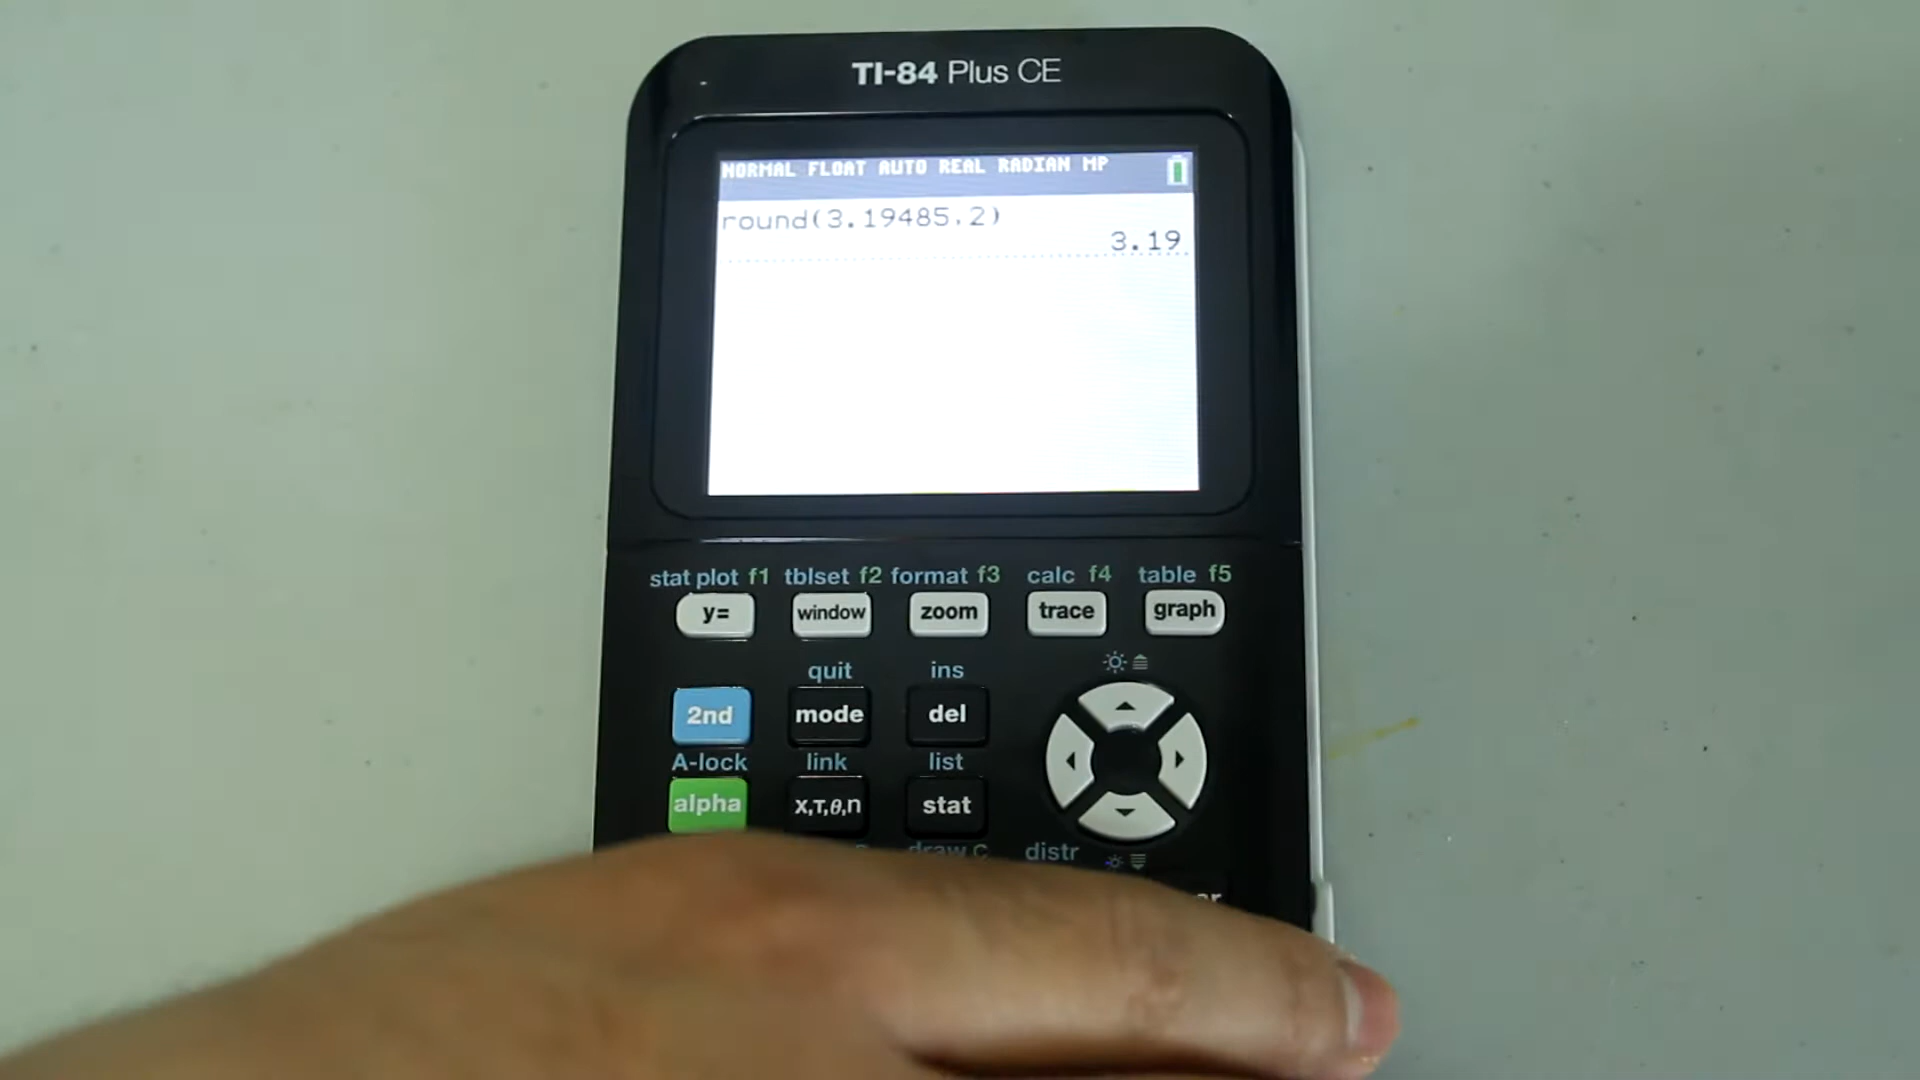 TI-84 Plus CE
NORMAL FLOAT AUTO REAL RADIAN MP
round(3.19485,2)
3.19
stat plot f1 tblset f2 format f3 calc f4 table f5
y= window zoom trace graph
quit ins
2nd mode del
A-lock link list
alpha X,T,θ,n stat
draw C distr